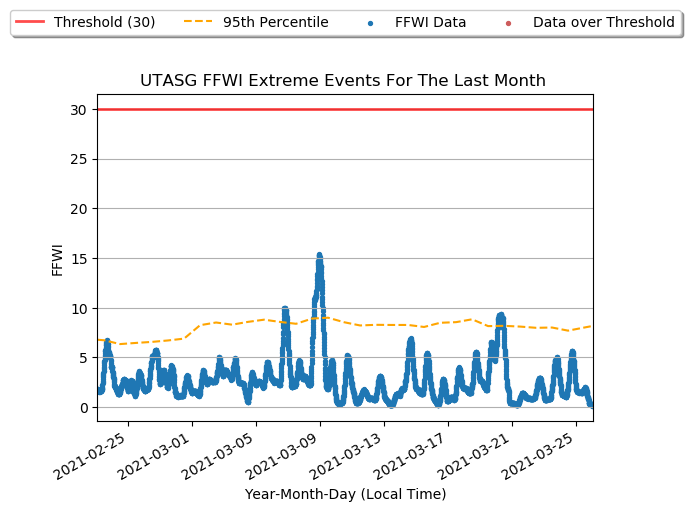 Threshold (30) 95th Percentile FFWI Data Data over Threshold
UTASG FFWI Extreme Events For The Last Month
30
25
20
15
10
5
0
FFWI
2021-02-25 2021-03-01 2021-03-05 2021-03-09 2021-03-13 2021-03-17 2021-03-21 2021-03-25
Year-Month-Day (Local Time)